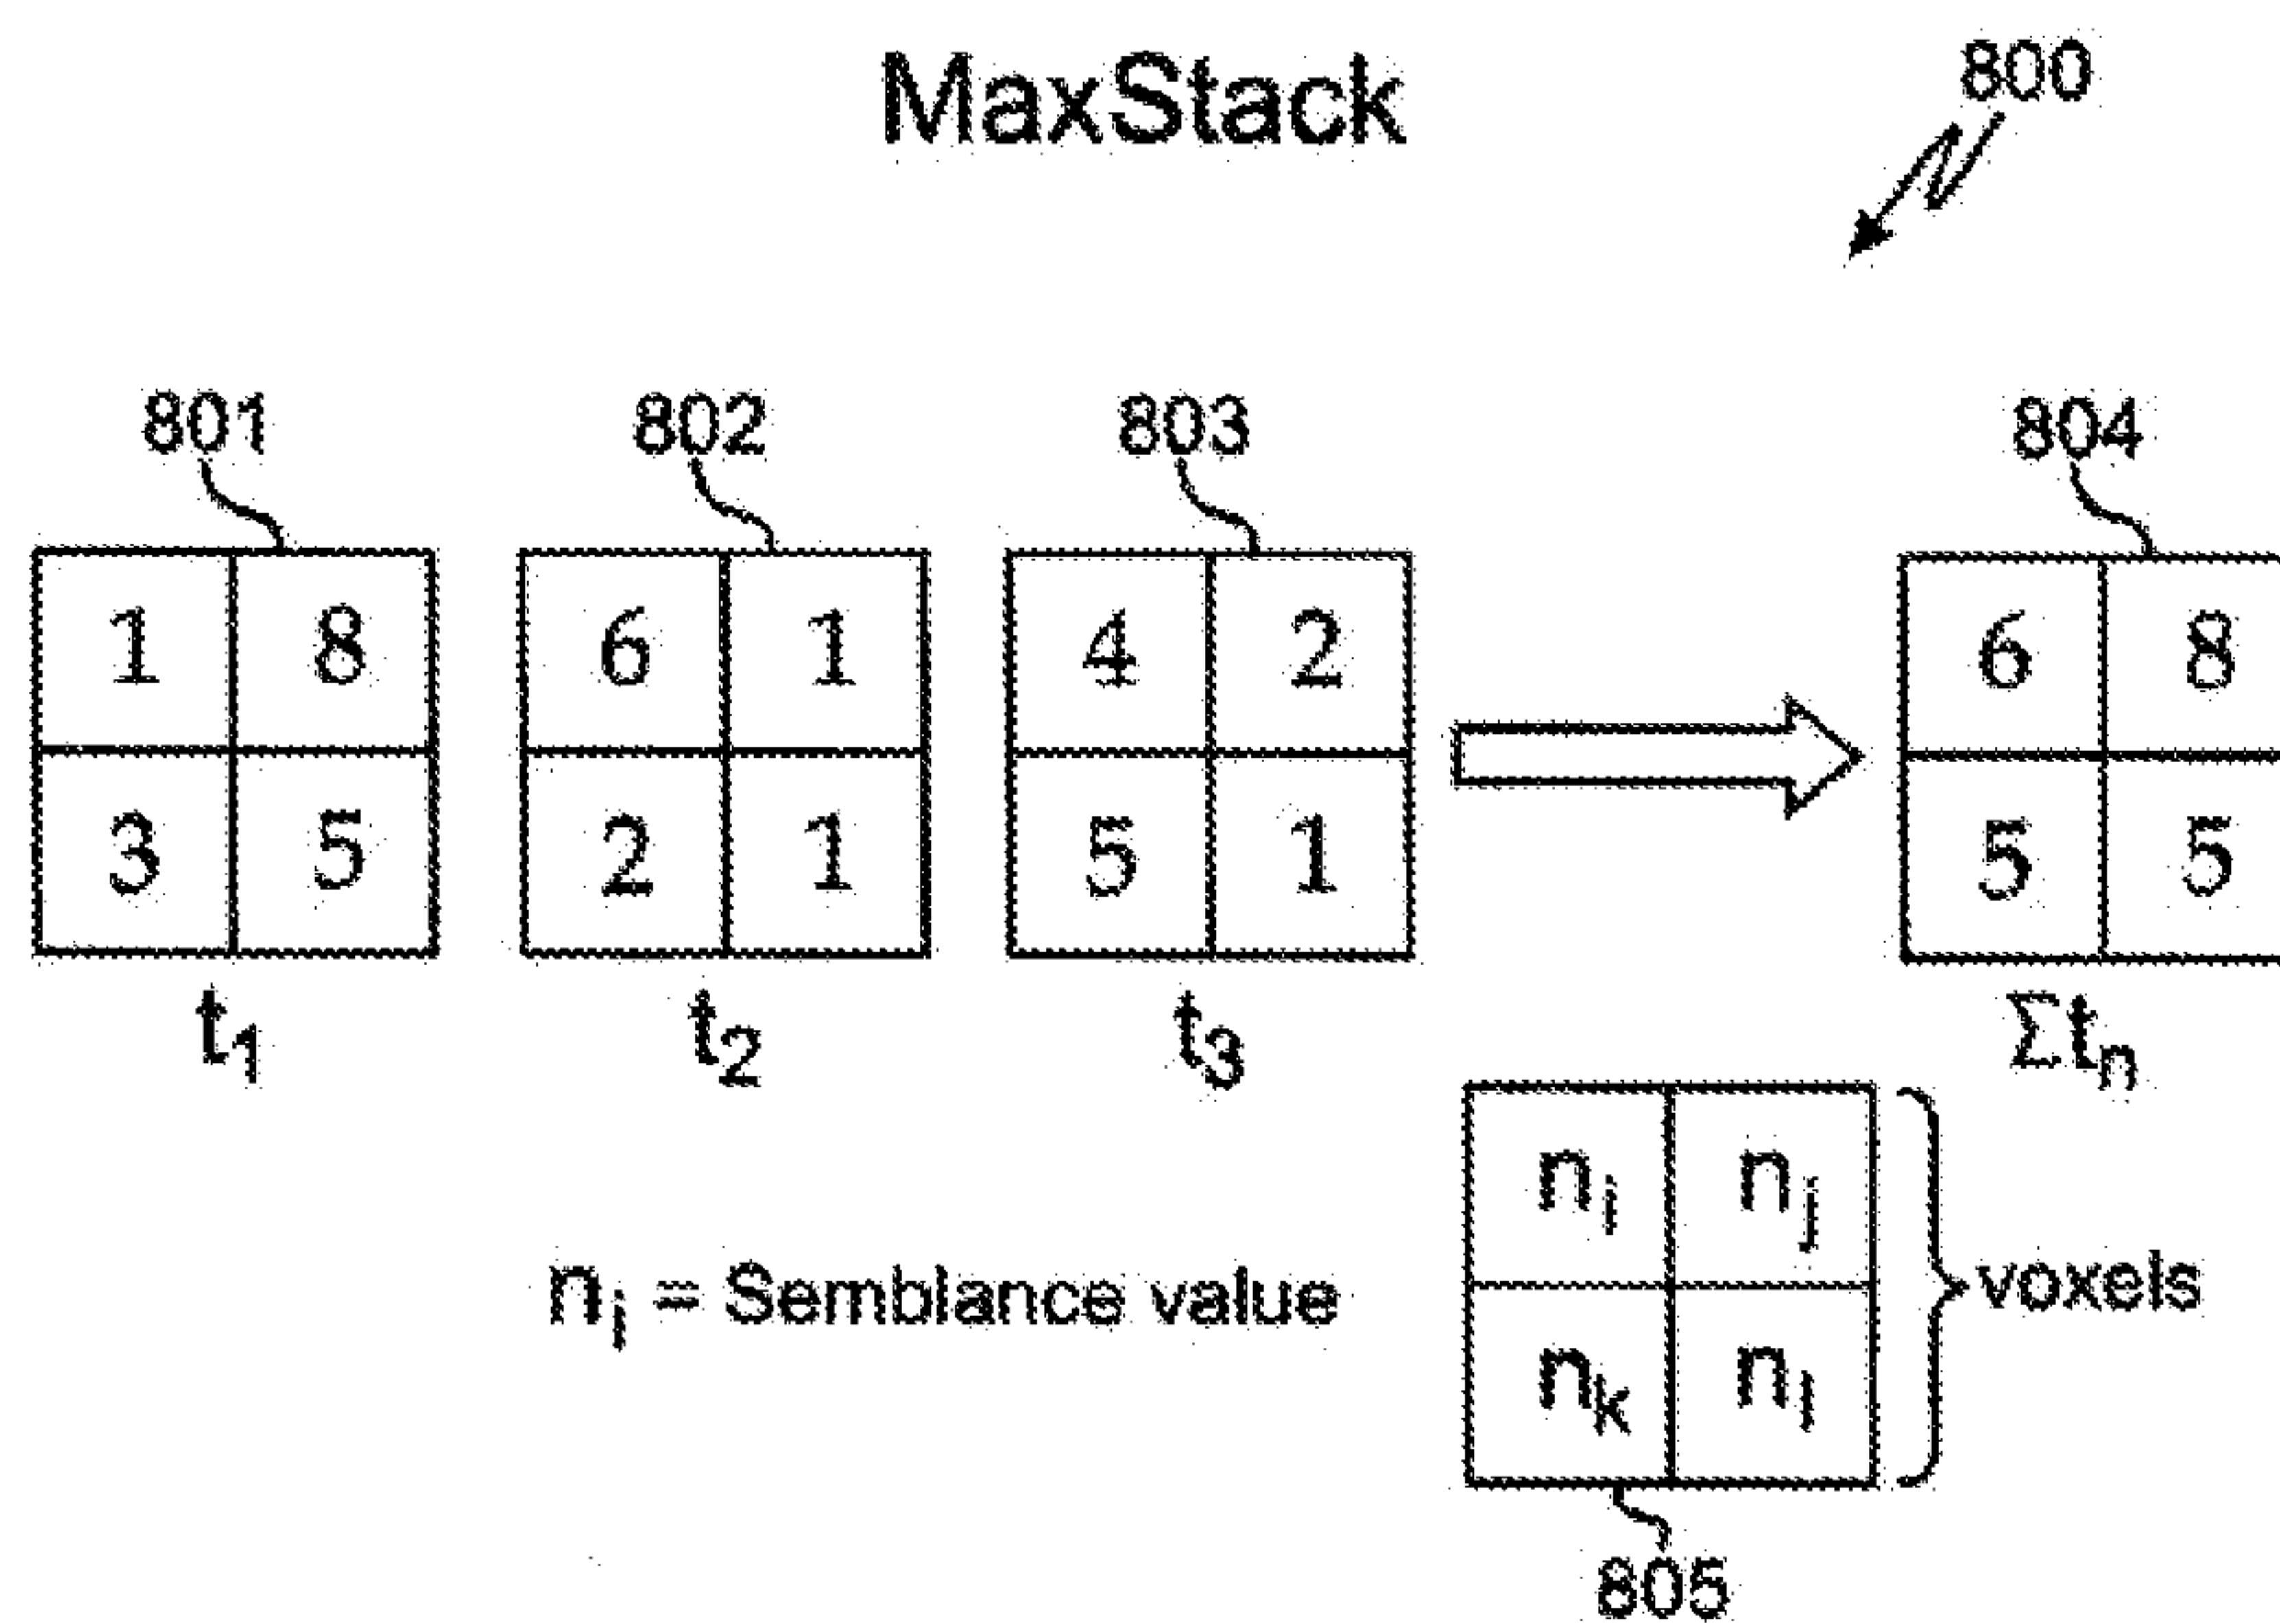 MaxStack
800
801 802 803 804
1 8 6 1 4 2 6 8
3 5 2 1 5 1 5 5
t₁ t₂ t₃ Σtₙ
nᵢ nⱼ
nᵢ = Semblance value voxels
nₖ nₗ
805